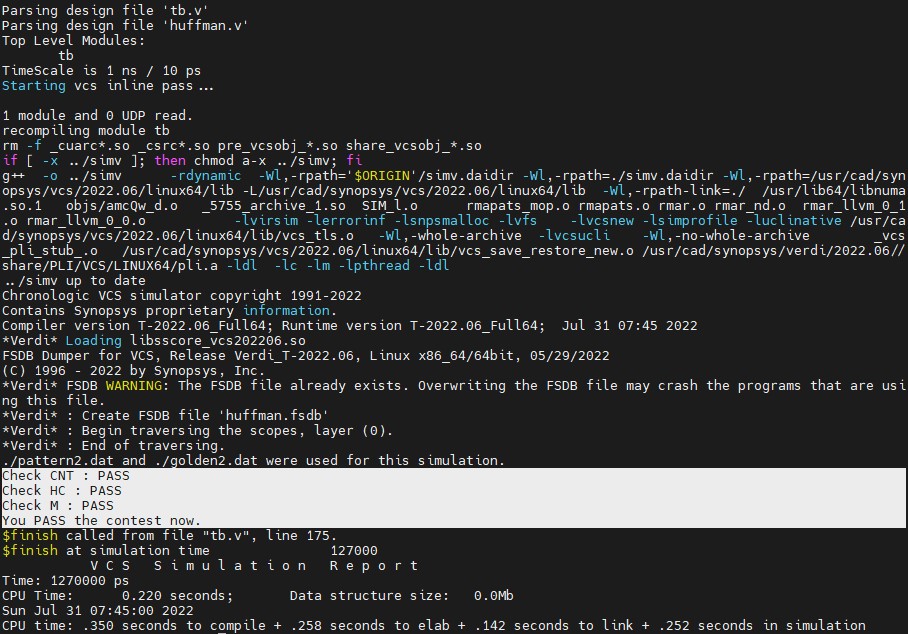 Parsing design file 'tb.v'
Parsing design file 'huffman.v'
Top Level Modules:
tb
TimeScale is 1 ns / 10 ps
Starting vcs inline pass...
1 module and 0 UDP read.
recompiling module tb
rm -f _cuarc*.so _csrc*.so pre_vcsobj_*.so share_vcsobj_*.so
if [ -x ../simv ]; then chmod a-x ../simv; fi
g++ -o ../simv -rdynamic -Wl,-rpath='$ORIGIN'/simv.daidir -Wl,-rpath=./simv.daidir -Wl,-rpath=/usr/cad/syn
opsys/vcs/2022.06/linux64/lib -L/usr/cad/synopsys/vcs/2022.06/linux64/lib -Wl,-rpath-link=./ /usr/lib64/libnuma
.so.1 objs/amcQw_d.o _5755_archive_1.so SIM_l.o rmapats_mop.o rmapats.o rmar.o rmar_nd.o rmar_llvm_0_1
.o rmar_llvm_0_0.o -lvirsim -lerrorinf -lsnpsmalloc -lvfs -lvcsnew -lsimprofile -luclinative /usr/ca
d/synopsys/vcs/2022.06/linux64/lib/vcs_tls.o -Wl,-whole-archive -lvcsucli -Wl,-no-whole-archive _vcs
_pli_stub_.o /usr/cad/synopsys/vcs/2022.06/linux64/lib/vcs_save_restore_new.o /usr/cad/synopsys/verdi/2022.06//
share/PLI/VCS/LINUX64/pli.a -ldl -lc -lm -lpthread -ldl
../simv up to date
Chronologic VCS simulator copyright 1991-2022
Contains Synopsys proprietary information.
Compiler version T-2022.06_Full64; Runtime version T-2022.06_Full64; Jul 31 07:45 2022
*Verdi* Loading libsscore_vcs202206.so
FSDB Dumper for VCS, Release Verdi_T-2022.06, Linux x86_64/64bit, 05/29/2022
(C) 1996 - 2022 by Synopsys, Inc.
*Verdi* FSDB WARNING: The FSDB file already exists. Overwriting the FSDB file may crash the programs that are usi
ng this file.
*Verdi* : Create FSDB file 'huffman.fsdb'
*Verdi* : Begin traversing the scopes, layer (0).
*Verdi* : End of traversing.
./pattern2.dat and ./golden2.dat were used for this simulation.
Check CNT : PASS
Check HC : PASS
Check M : PASS
You PASS the contest now.
$finish called from file "tb.v", line 175.
$finish at simulation time 127000
V C S S i m u l a t i o n R e p o r t
Time: 1270000 ps
CPU Time: 0.220 seconds; Data structure size: 0.0Mb
Sun Jul 31 07:45:00 2022
CPU time: .350 seconds to compile + .258 seconds to elab + .142 seconds to link + .252 seconds in simulation